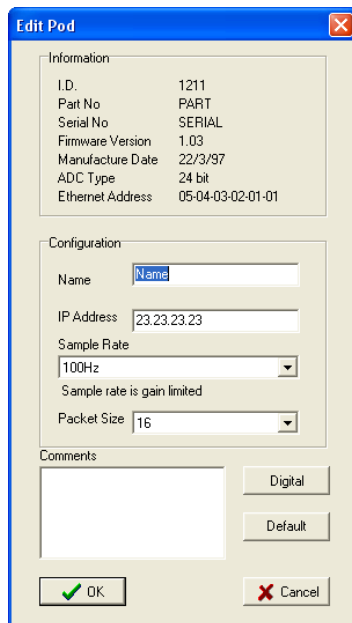 Edit Pod
Information
I.D. 1211
Part No PART
Serial No SERIAL
Firmware Version 1.03
Manufacture Date 22/3/97
ADC Type 24 bit
Ethernet Address 05-04-03-02-01-01
Configuration
Name Name
IP Address 23.23.23.23
Sample Rate
100Hz
Sample rate is gain limited
Packet Size 16
Comments
Digital
Default
OK
Cancel